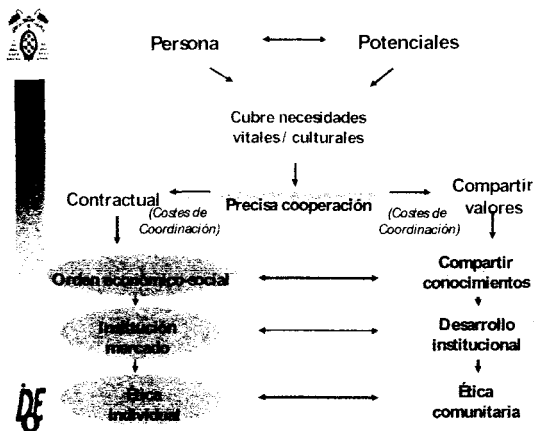 Persona
Potenciales
Cubre necesidades
vitales/ culturales
Contractual
Precisa cooperación
Compartir
valores
(Costes de
Coordinación)
(Costes de
Coordinación)
Orden económico-social
Compartir
conocimientos
Institución
mercado
Desarrollo
institucional
Ética
individual
Ética
comunitaria